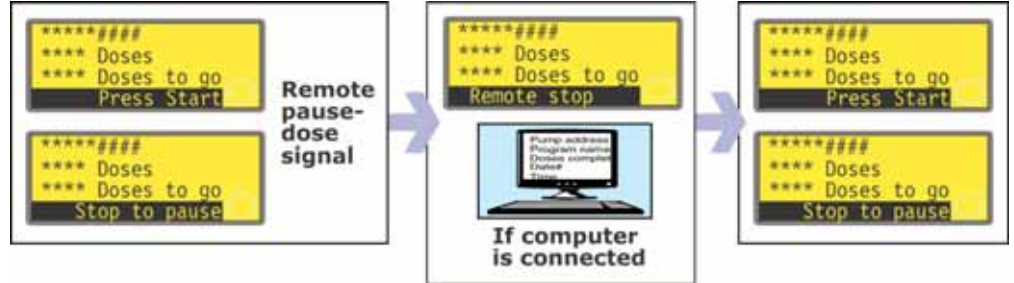 *****####
**** Doses
**** Doses to go
Press Start
*****####
**** Doses
**** Doses to go
Stop to pause
Remote
pause-
dose
signal
*****####
**** Doses
**** Doses to go
Remote stop
Pump address
Program name
Doses complet
Date#
Time
If computer
is connected
*****####
**** Doses
**** Doses to go
Press Start
*****####
**** Doses
**** Doses to go
Stop to pause